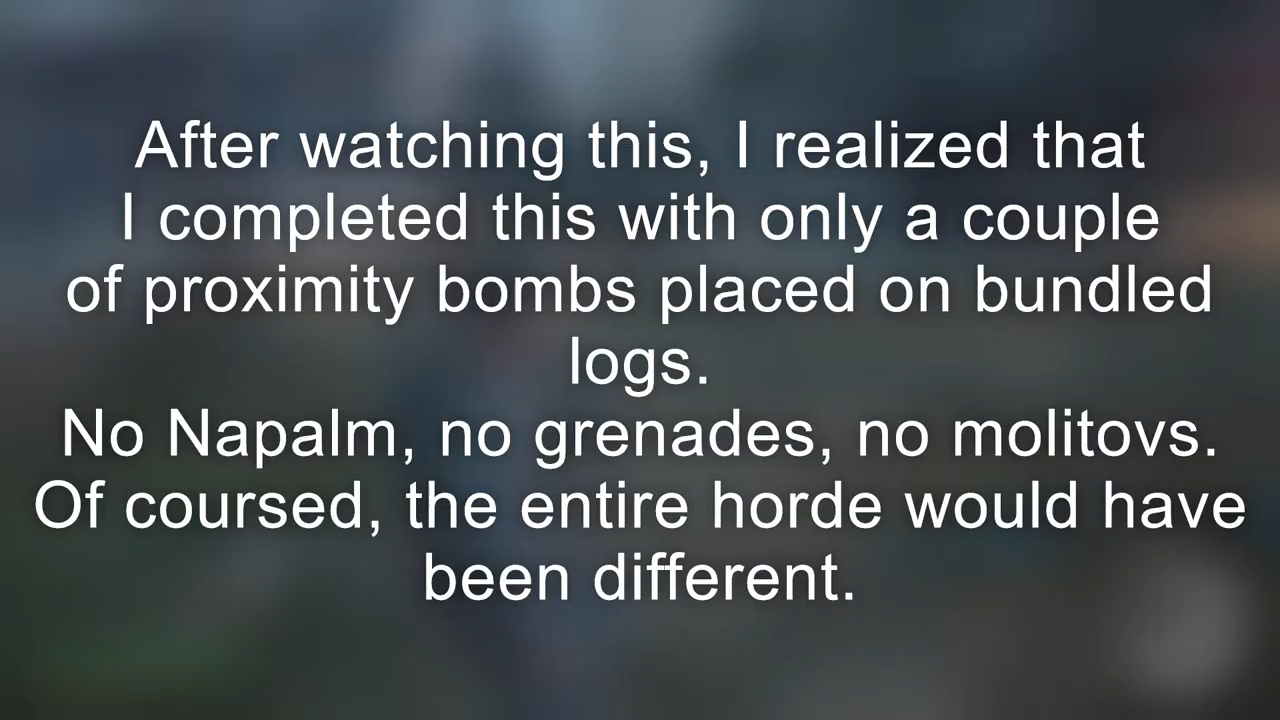 After watching this, I realized that
I completed this with only a couple
of proximity bombs placed on bundled
logs.
No Napalm, no grenades, no molitovs.
Of coursed, the entire horde would have
been different.